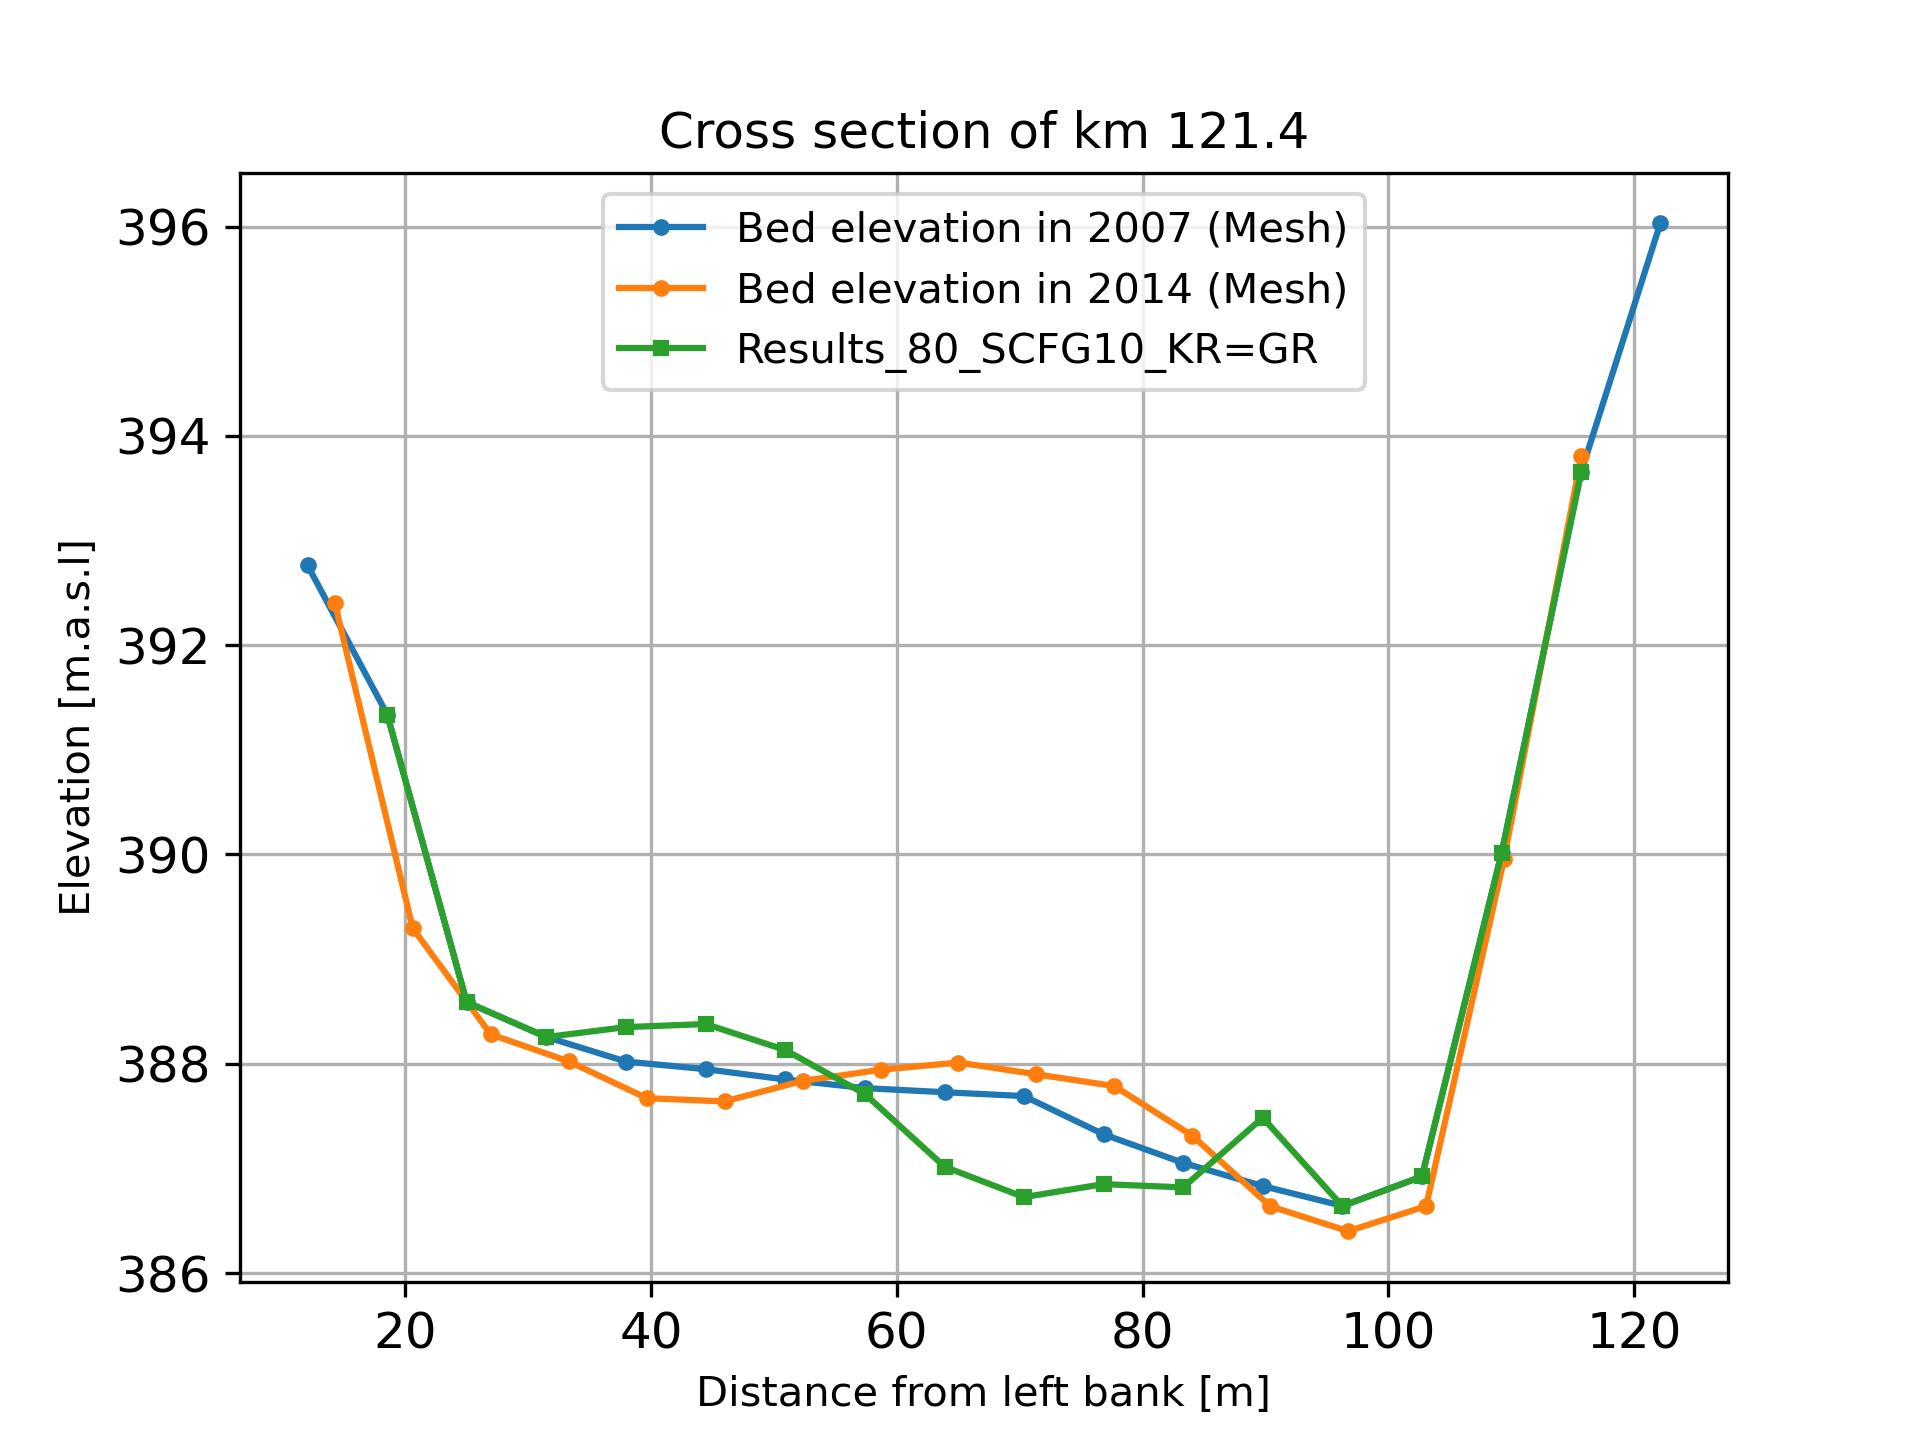 Cross section of km 121.4
Bed elevation in 2007 (Mesh)
Bed elevation in 2014 (Mesh)
Results_80_SCFG10_KR=GR
396
394
392
390
388
386
Elevation [m.a.s.l]
20 40 60 80 100 120
Distance from left bank [m]